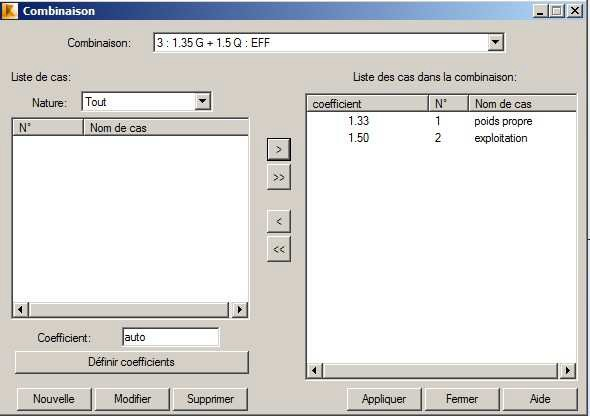 Combinaison
Combinaison: 3 : 1.35 G + 1.5 Q : EFF
Liste de cas:
Nature: Tout
N° Nom de cas
>
>>
<
<<
Coefficient: auto
Définir coefficients
Nouvelle Modifier Supprimer
Liste des cas dans la combinaison:
coefficient N° Nom de cas
1.33 1 poids propre
1.50 2 exploitation
Appliquer Fermer Aide